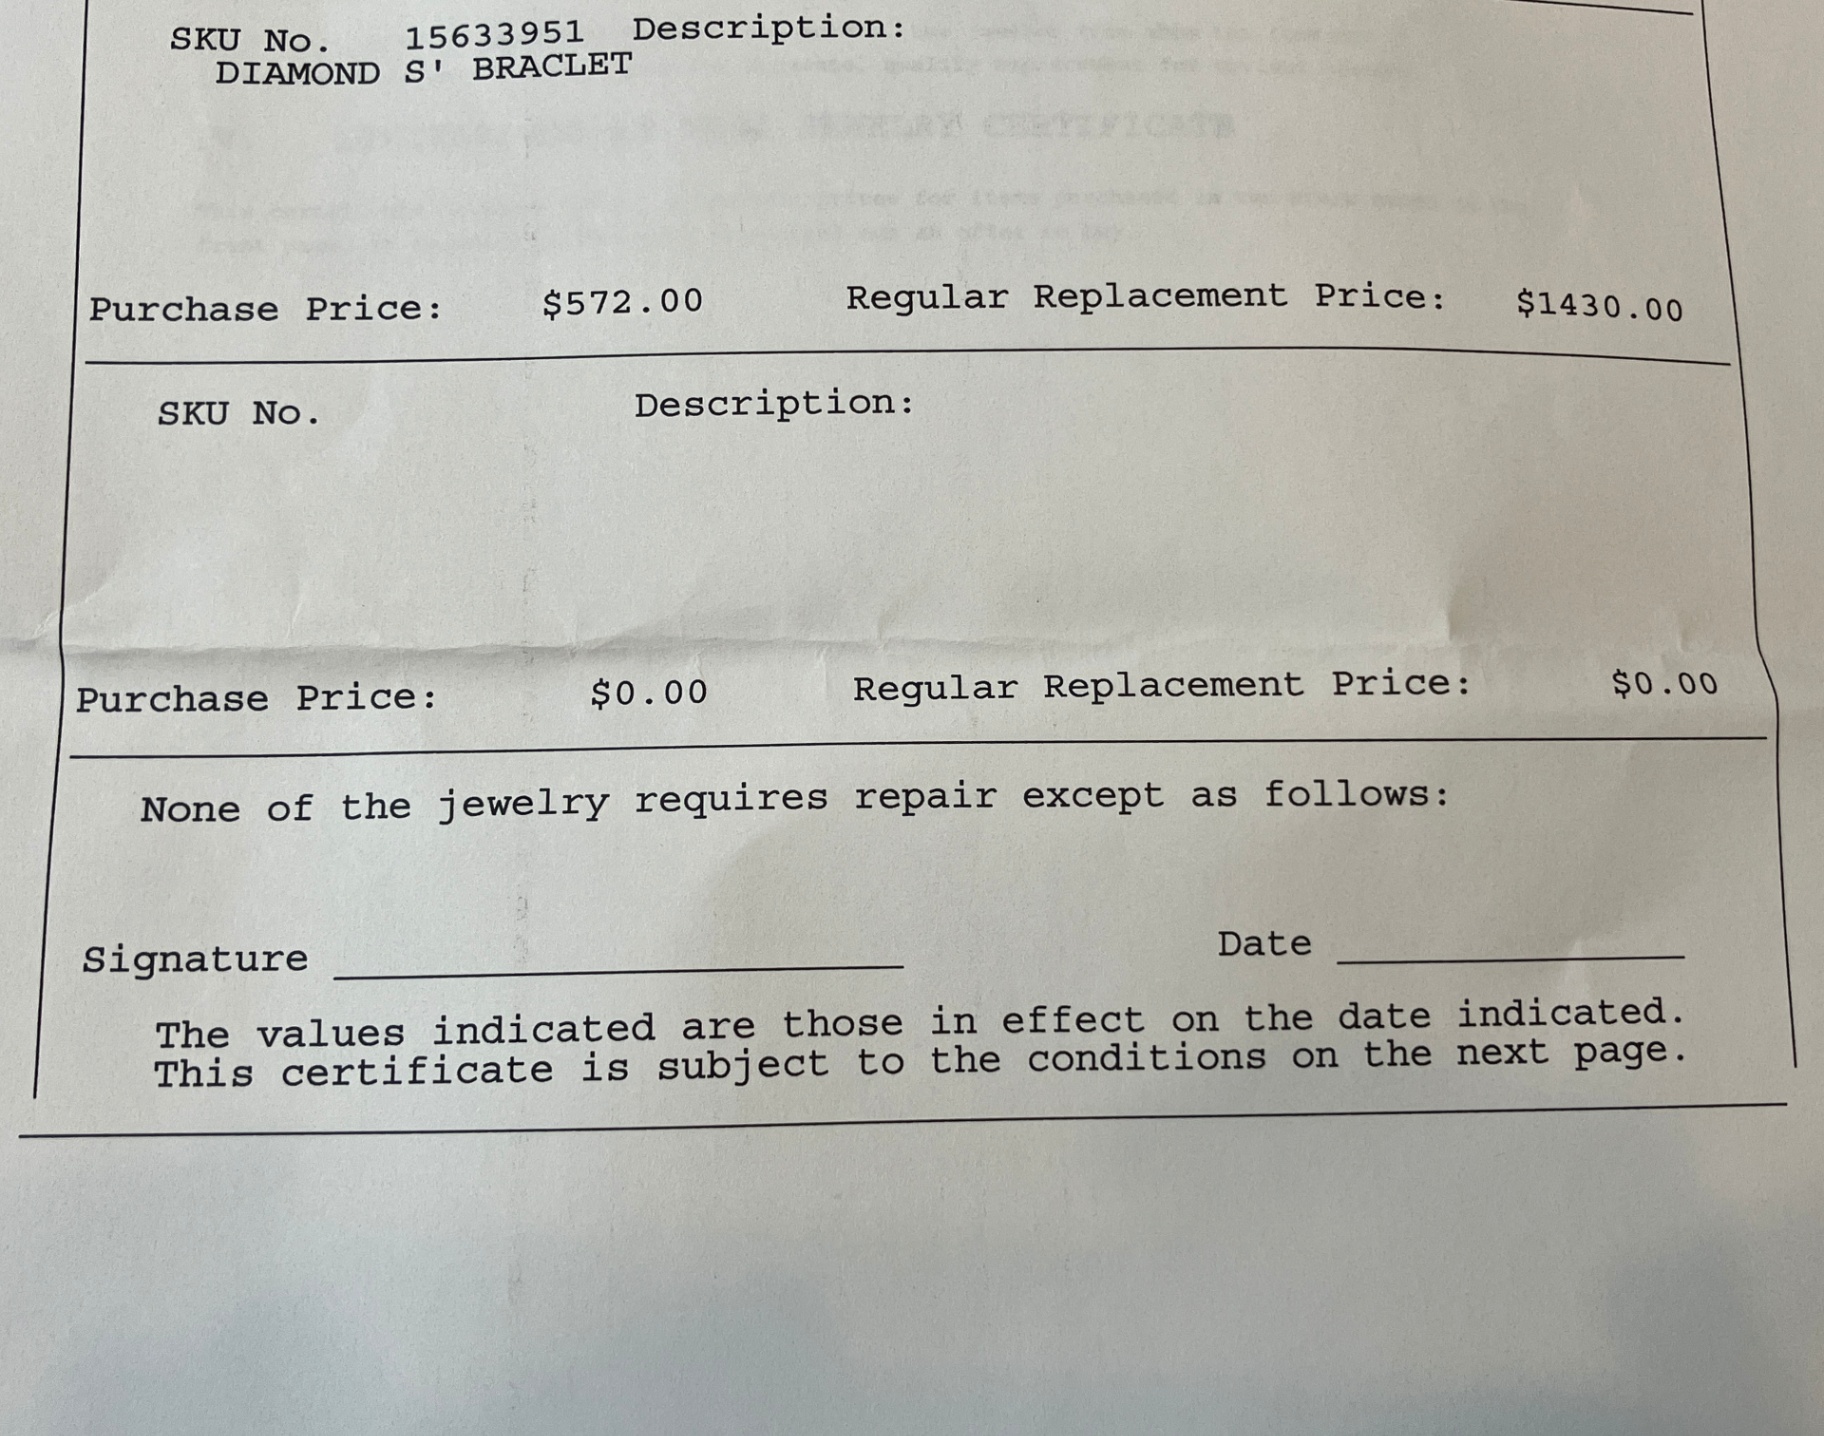 SKU No. 15633951 Description:
DIAMOND S' BRACLET
JEWELRY CERTIFICATE
Purchase Price: $572.00 Regular Replacement Price: $1430.00
SKU No. Description:
Purchase Price: $0.00 Regular Replacement Price: $0.00
None of the jewelry requires repair except as follows:
Signature Date
The values indicated are those in effect on the date indicated.
This certificate is subject to the conditions on the next page.